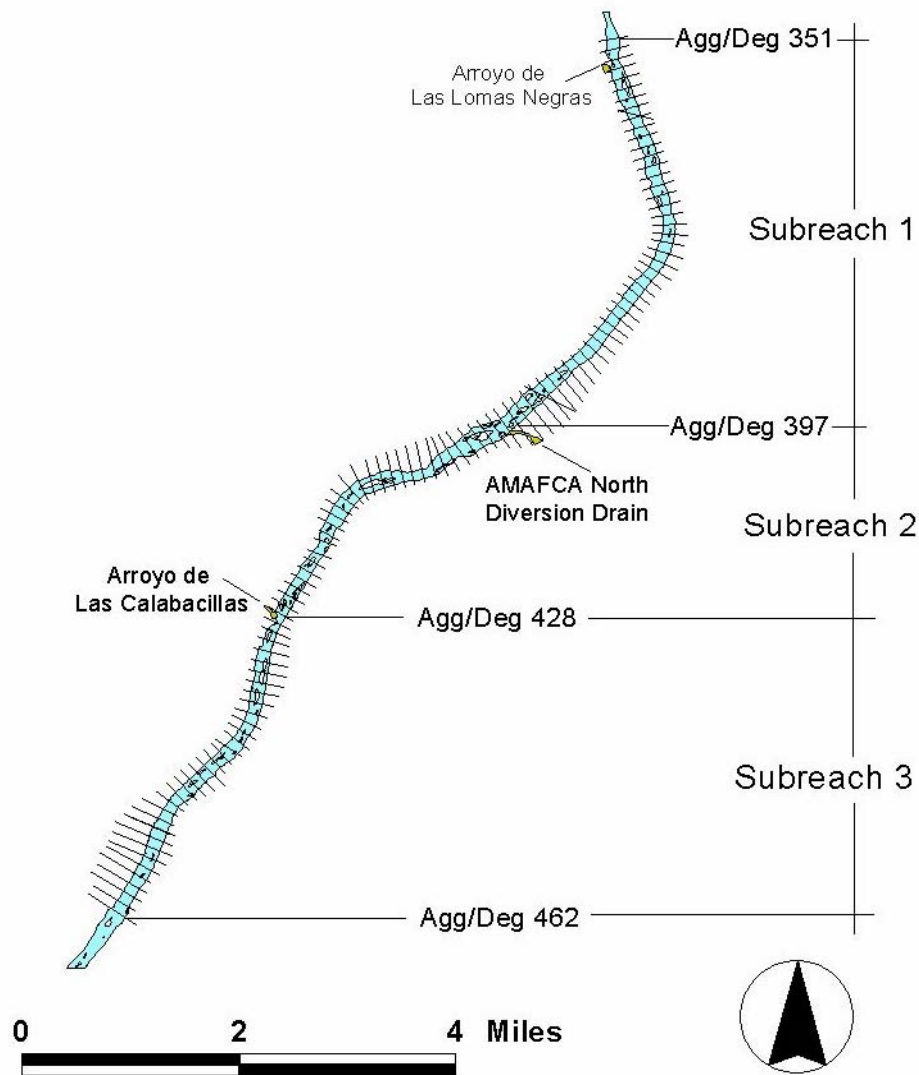 Agg/Deg 351
Arroyo de
Las Lomas Negras
Subreach 1
Agg/Deg 397
AMAFCA North
Diversion Drain
Subreach 2
Arroyo de
Las Calabacillas
Agg/Deg 428
Subreach 3
Agg/Deg 462
0 2 4 Miles